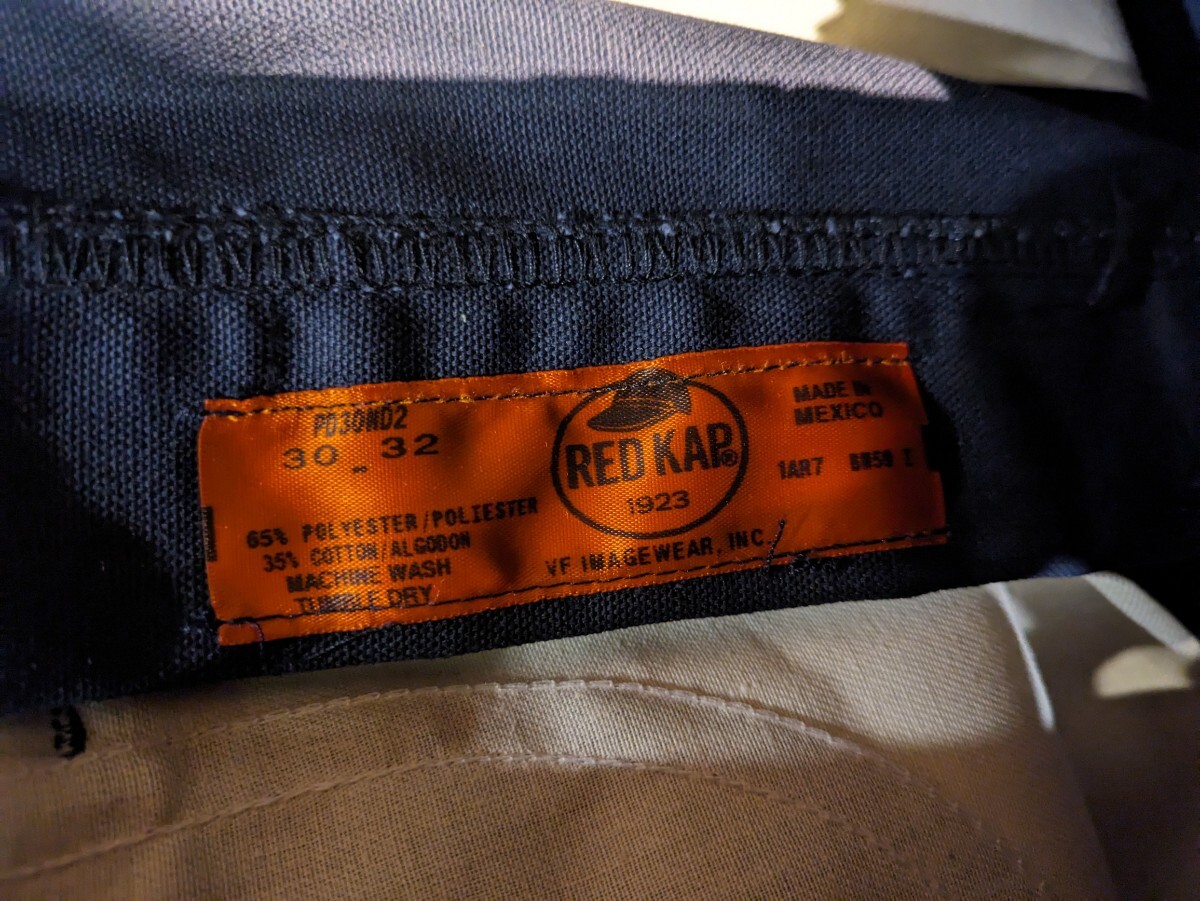 PD30ND2
30 - 32
65% POLYESTER/POLIESTER
35% COTTON/ALGODON
MACHINE WASH
TUMBLE DRY
RED KAP®
1923
VF IMAGEWEAR, INC.
MADE IN
MEXICO
1AR7